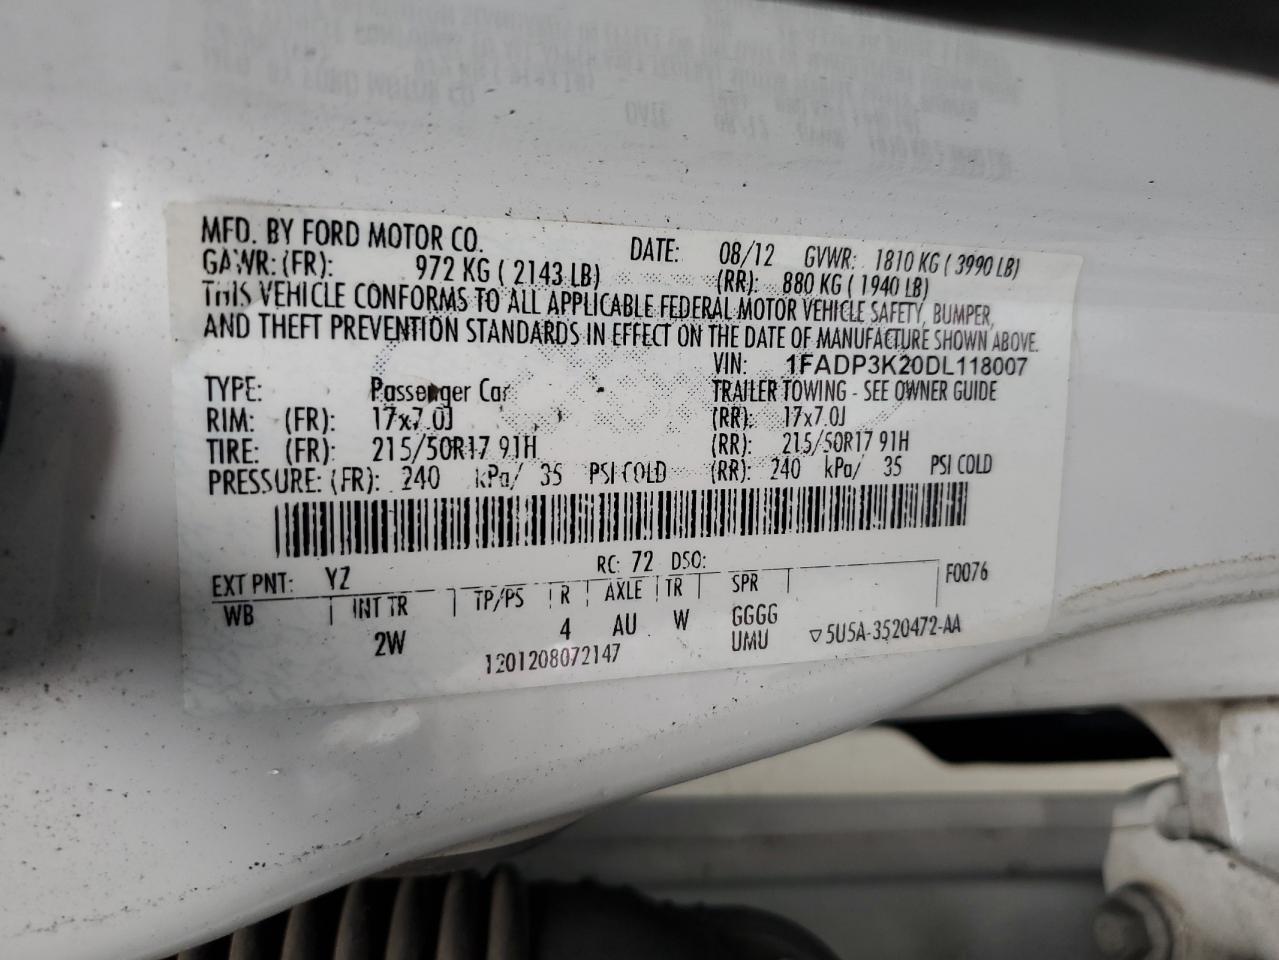 MFD. BY FORD MOTOR CO. DATE: 08/12 GVWR: 1810 KG ( 3990 LB)
GAWR: (FR): 972 KG ( 2143 LB) (RR): 880 KG ( 1940 LB)
THIS VEHICLE CONFORMS TO ALL APPLICABLE FEDERAL MOTOR VEHICLE SAFETY, BUMPER,
AND THEFT PREVENTION STANDARDS IN EFFECT ON THE DATE OF MANUFACTURE SHOWN ABOVE.
VIN: 1FADP3K20DL118007
TYPE: Passenger Car TRAILER TOWING - SEE OWNER GUIDE
RIM: (FR): 17x7.0J (RR): 17x7.0J
TIRE: (FR): 215/50R17 91H (RR): 215/50R17 91H
PRESSURE: (FR): 240 kPa/ 35 PSI COLD (RR): 240 kPa/ 35 PSI COLD
EXT PNT: YZ RC: 72 DSO: F0076
WB INT TR TP/PS R AXLE TR SPR
2W 4 AU W GGGG
1201208072147 UMU ▽5U5A-3520472-AA